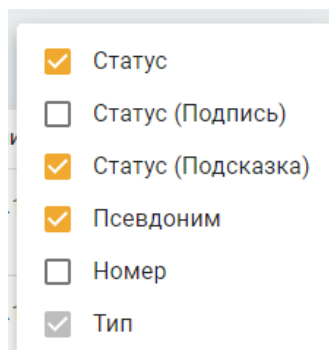 Статус
Статус (Подпись)
Статус (Подсказка)
Псевдоним
Номер
Тип